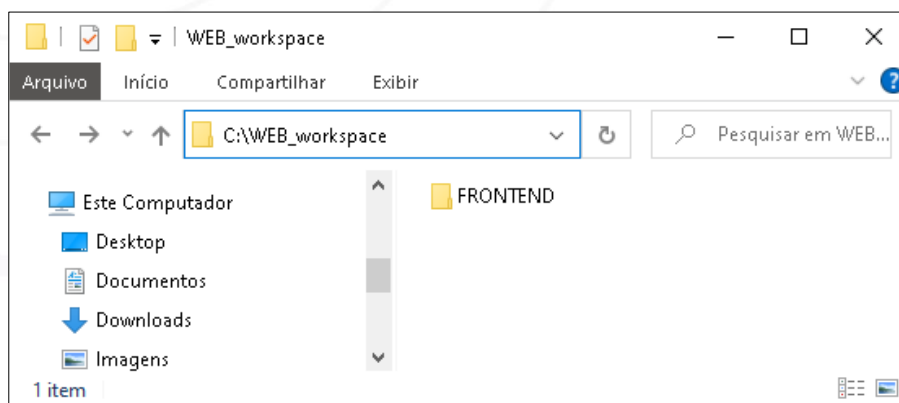 WEB_workspace
Arquivo Início Compartilhar Exibir ?
C:\WEB_workspace Pesquisar em WEB...
Este Computador
FRONTEND
Desktop
Documentos
Downloads
Imagens
1 item